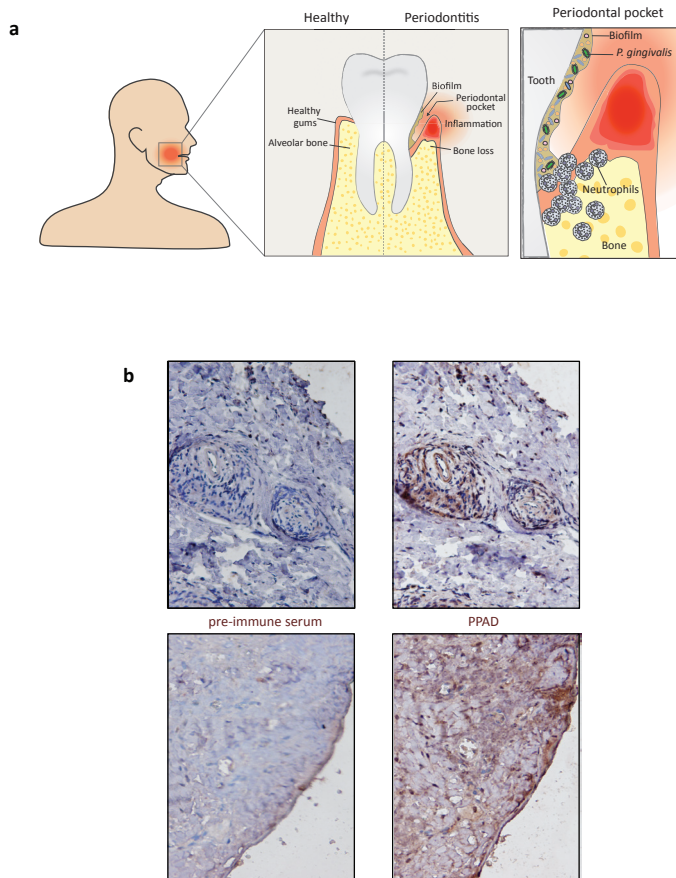 a
Healthy
Periodontitis
Periodontal pocket
Biofilm
Periodontal
pocket
Inflammation
Healthy
gums
Alveolar bone
Bone loss
Biofilm
P. gingivalis
Tooth
Neutrophils
Bone
b
pre-immune serum
PPAD